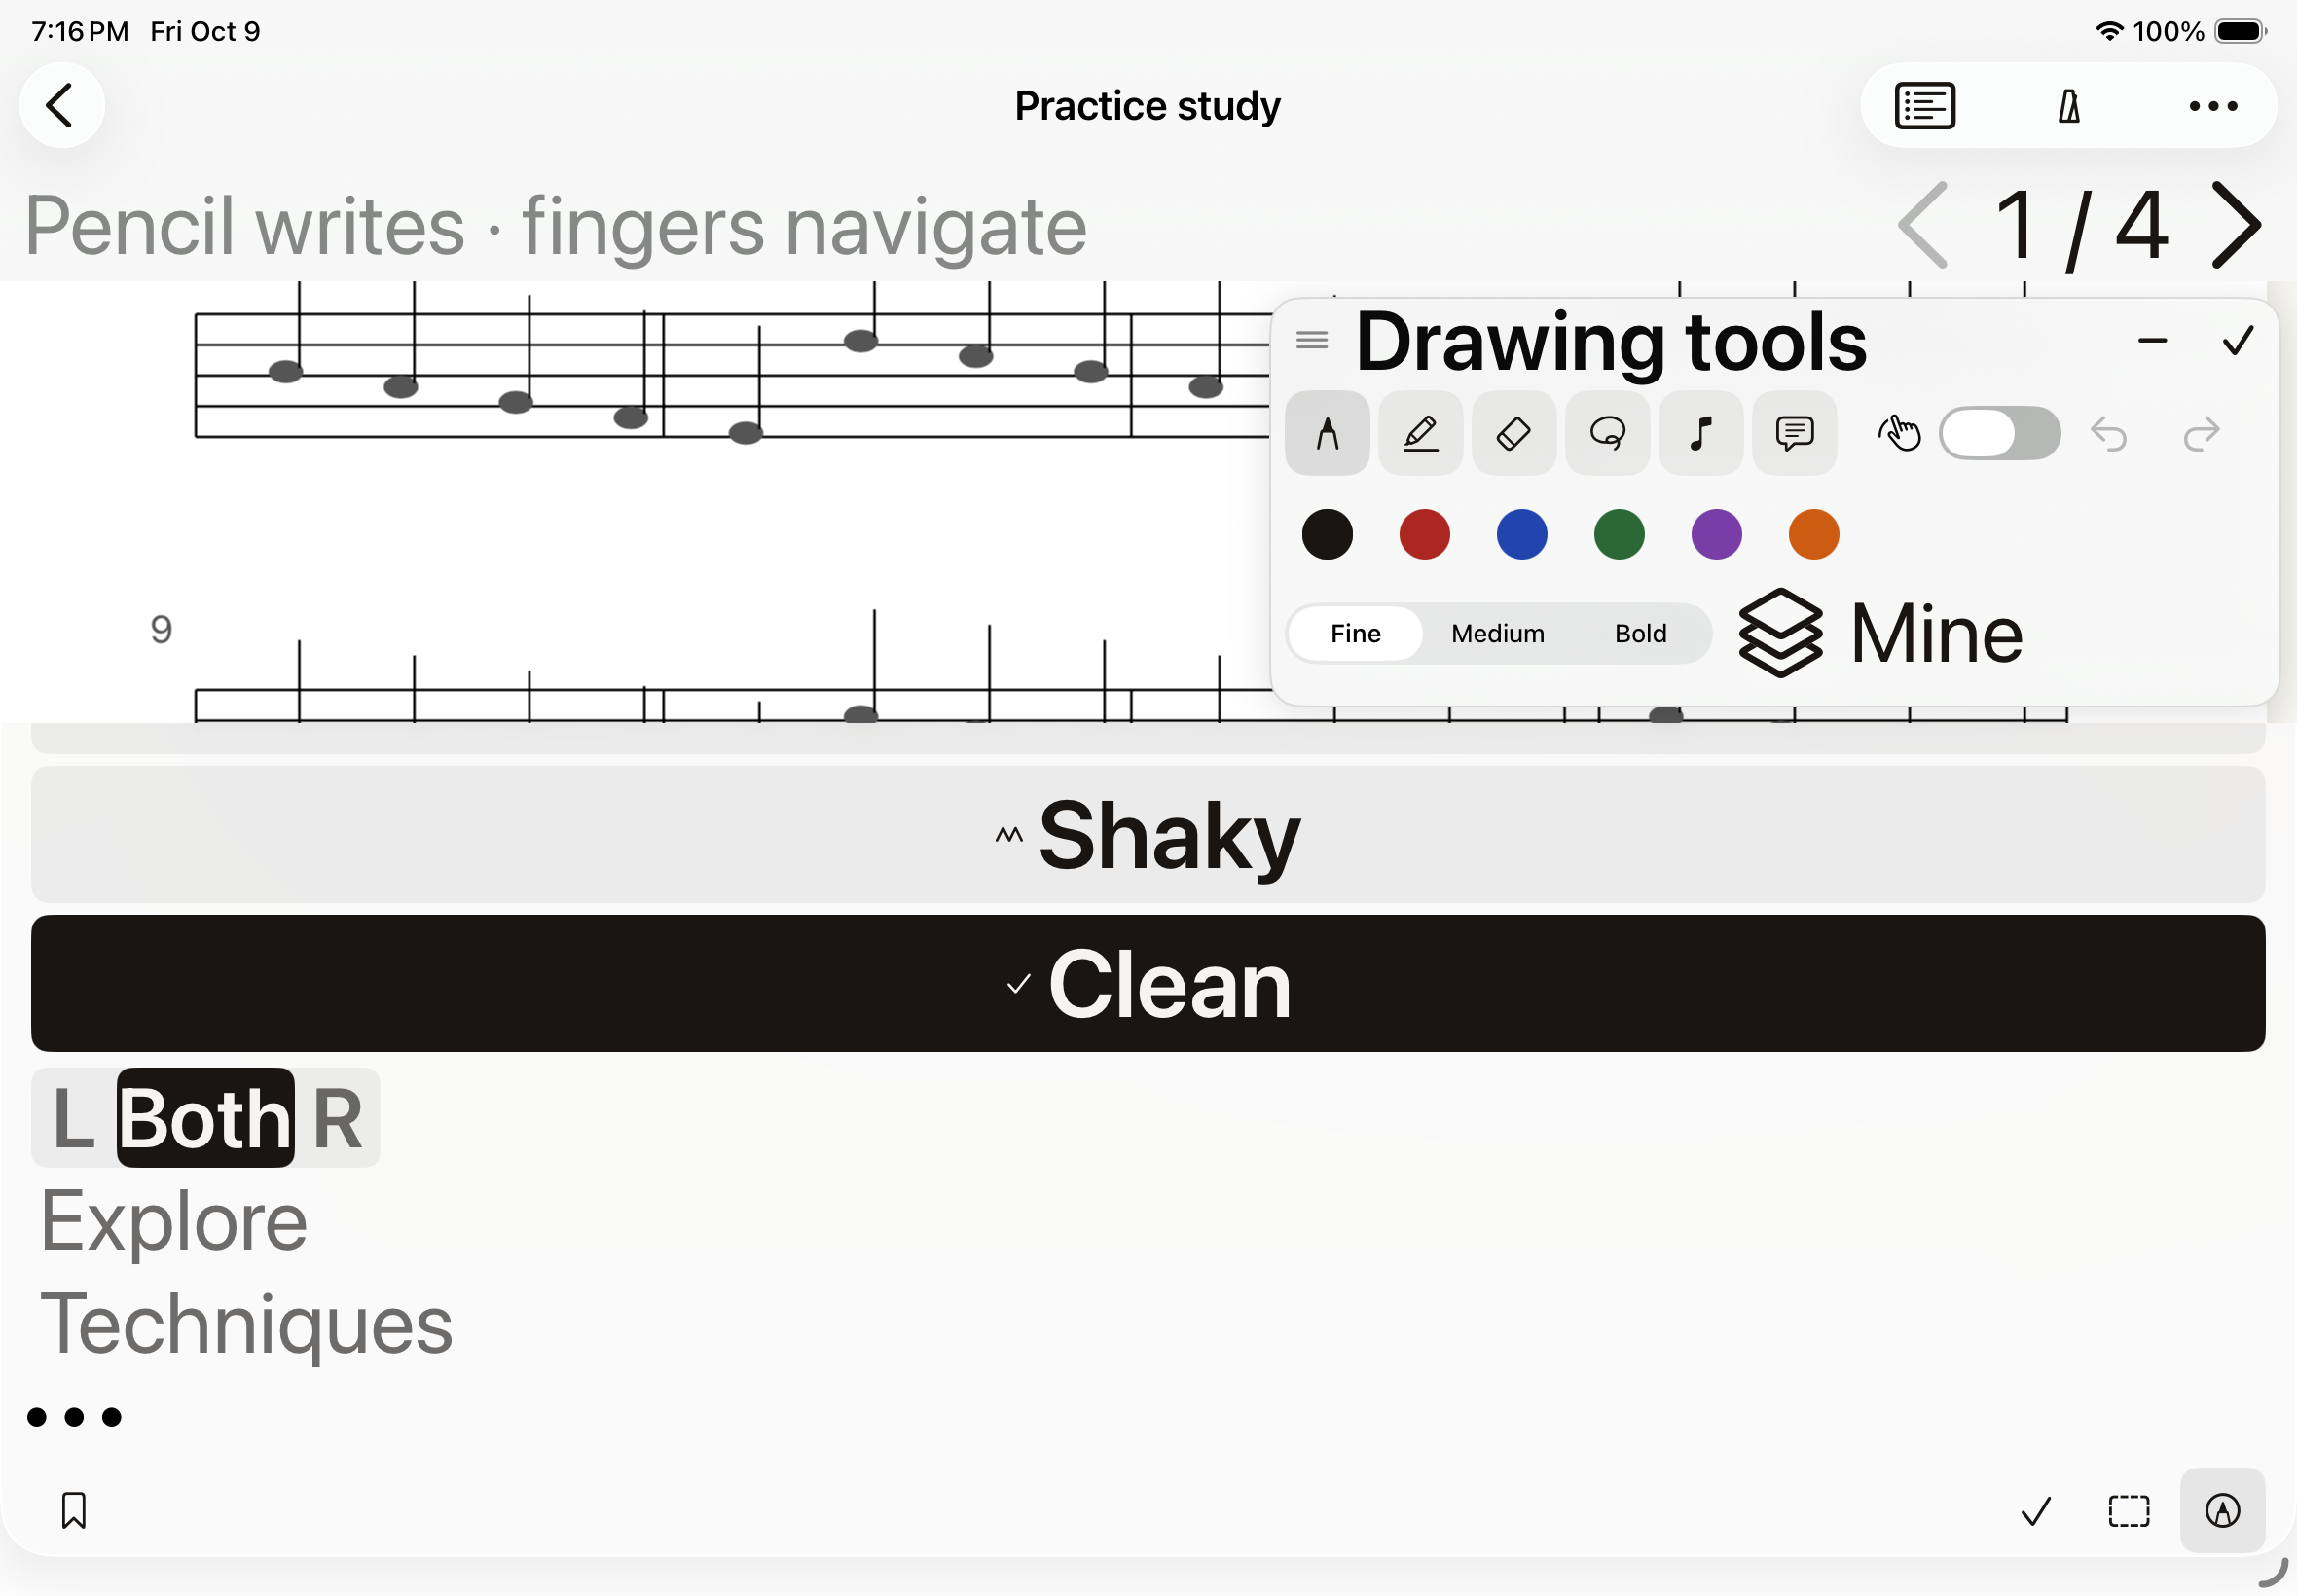 7:16 PM Fri Oct 9
100%
Practice study
Pencil writes · fingers navigate
1 / 4
Drawing tools
Fine Medium Bold
Mine
9
Shaky
Clean
L Both R
Explore
Techniques